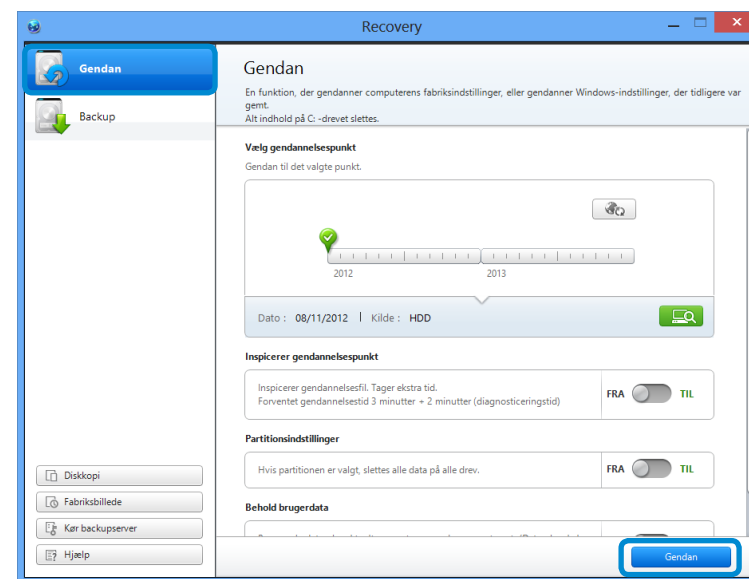 Recovery
Gendan
Backup
Diskkopi
Fabriksbillede
Kør backupserver
Hjælp
Gendan
En funktion, der gendanner computerens fabriksindstillinger, eller gendanner Windows-indstillinger, der tidligere var
gemt.
Alt indhold på C: -drevet slettes.
Vælg gendannelsespunkt
Gendan til det valgte punkt.
2012 2013
Dato : 08/11/2012 | Kilde : HDD
Inspicerer gendannelsespunkt
Inspicerer gendannelsesfil. Tager ekstra tid.
Forventet gendannelsestid 3 minutter + 2 minutter (diagnosticeringstid)
FRA TIL
Partitionsindstillinger
Hvis partitionen er valgt, slettes alle data på alle drev.
FRA TIL
Behold brugerdata
Gendan